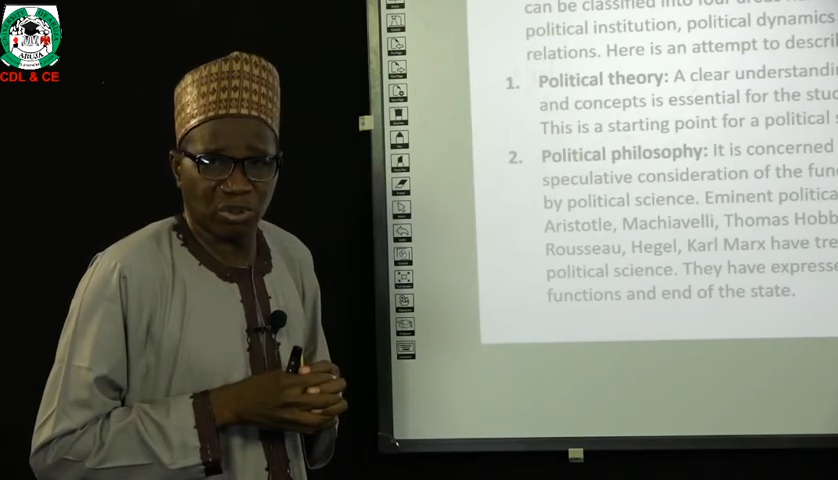 ABUJA
CDL & CE
can be classified into four areas
political institution, political dynamics
relations. Here is an attempt to descri
1. Political theory: A clear understandin
and concepts is essential for the stud
This is a starting point for a political s
2. Political philosophy: It is concerned
speculative consideration of the fun
by political science. Eminent politica
Aristotle, Machiavelli, Thomas Hobb
Rousseau, Hegel, Karl Marx have tre
political science. They have expresse
functions and end of the state.